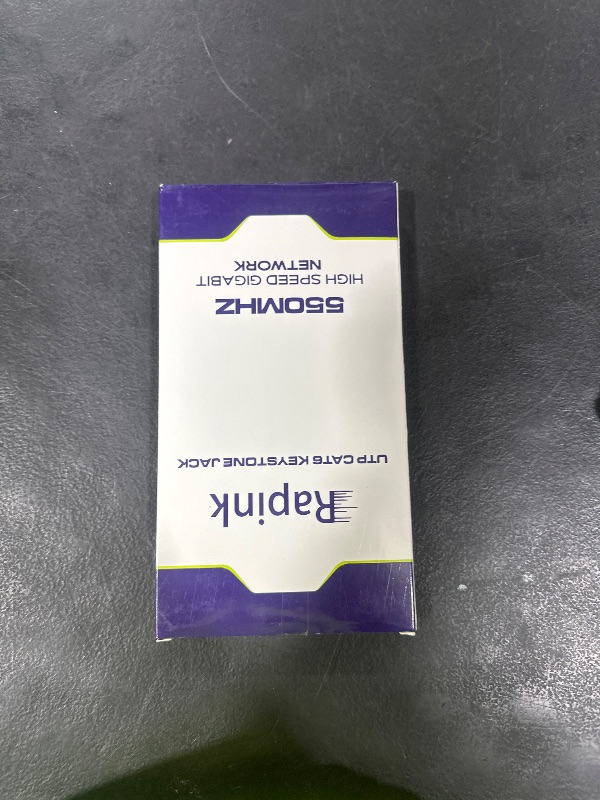 Rapink
UTP CAT6 KEYSTONE JACK
550MHZ
HIGH SPEED GIGABIT
NETWORK